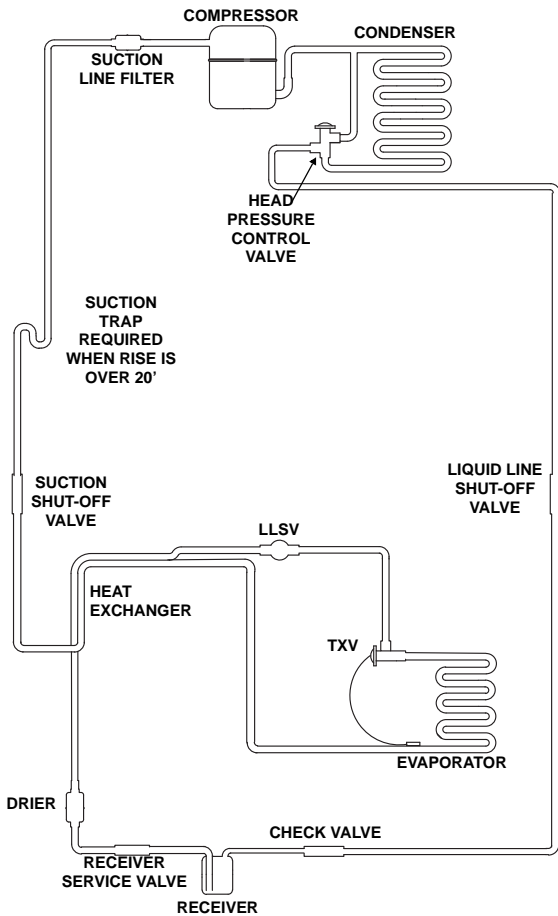 COMPRESSOR
CONDENSER
SUCTION
LINE FILTER
HEAD
PRESSURE
CONTROL
VALVE
SUCTION
TRAP
REQUIRED
WHEN RISE IS
OVER 20’
SUCTION
SHUT-OFF
VALVE
LIQUID LINE
SHUT-OFF
VALVE
LLSV
HEAT
EXCHANGER
TXV
EVAPORATOR
DRIER
CHECK VALVE
RECEIVER
SERVICE VALVE
RECEIVER